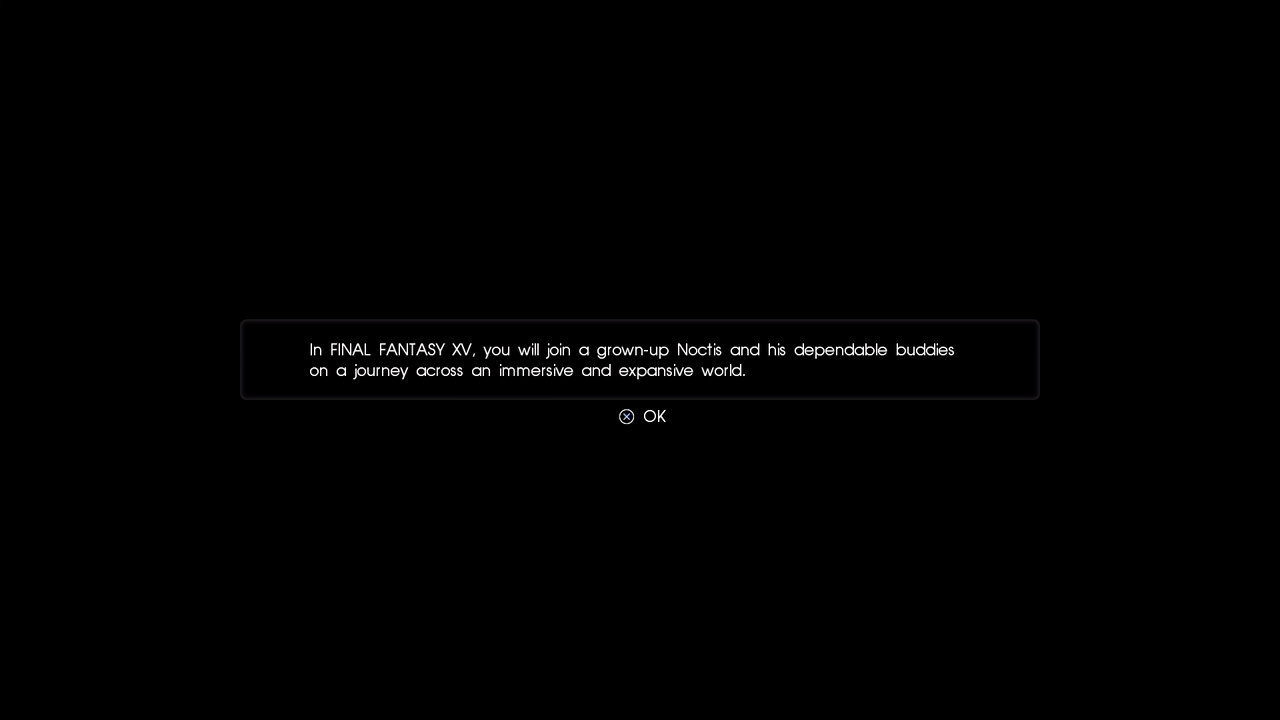 In FINAL FANTASY XV, you will join a grown-up Noctis and his dependable buddies
on a journey across an immersive and expansive world.
OK